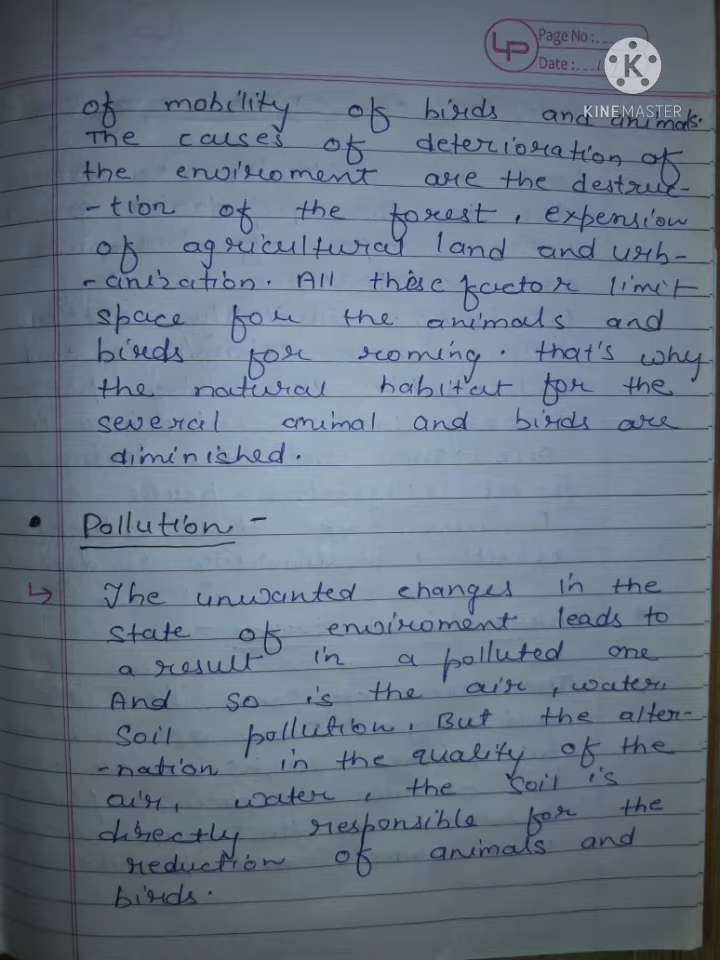 LP
Page No :...
Date :.../
K
KINEMASTER
of mobility of birds and animals.
The causes of deterioration of
the enviroment are the destruc-
-tion of the forest, expension
of agricultural land and urb-
-anization. All these factor limit
space for the animals and
birds for roming. that's why
the natural habitat for the
several animal and birds are
diminished.
• Pollution -
↳ The unwanted changes in the
state of enviroment leads to
a result in a polluted one
And so is the air, water,
soil pollution. But the alter-
-nation in the quality of the
air, water, the soil is
directly responsible for the
reduction of animals and
birds.